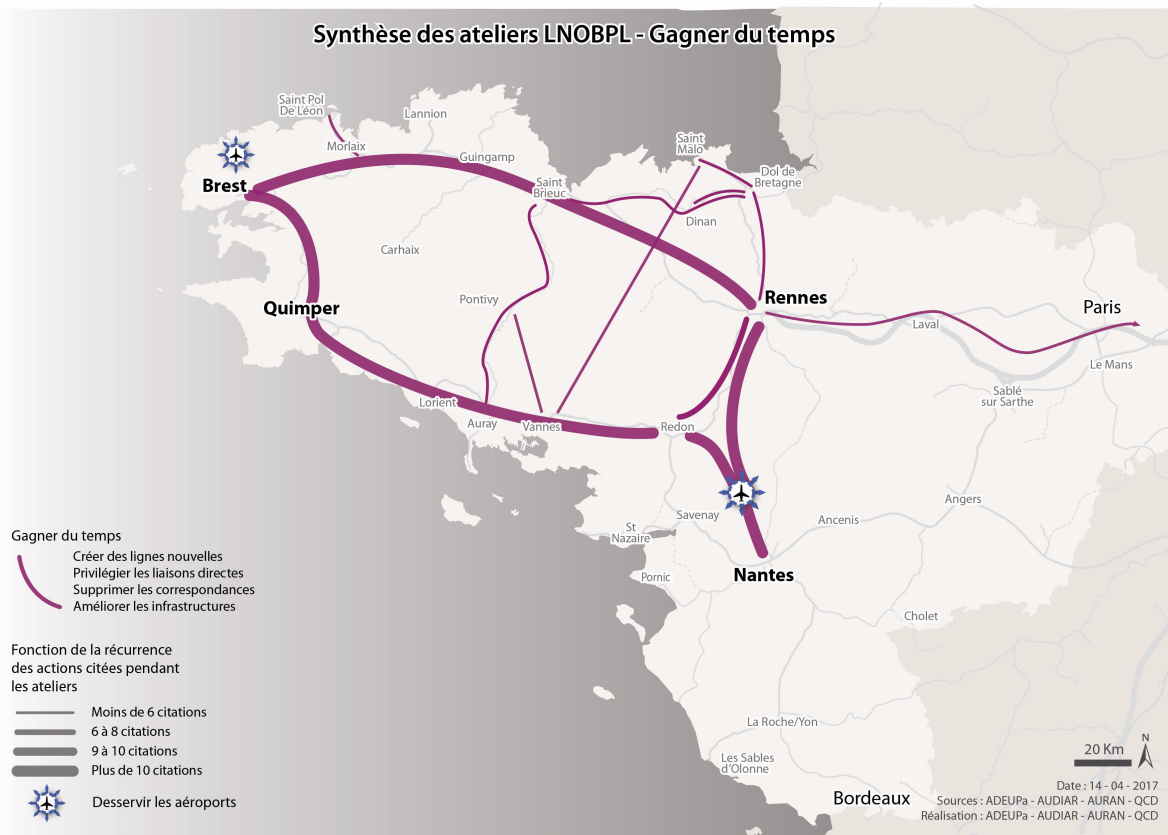 Synthèse des ateliers LNOBPL - Gagner du temps
Saint Pol
De Léon
Lannion
Morlaix
Guingamp
Brest
Saint
Brieuc
Saint
Malo
Dol de
Bretagne
Dinan
Carhaix
Quimper
Pontivy
Rennes
Paris
Laval
Le Mans
Sablé
sur Sarthe
Lorient
Auray
Vannes
Redon
Angers
Savenay
Ancenis
St
Nazaire
Nantes
Pornic
Cholet
La Roche/Yon
Les Sables
d'Olonne
Bordeaux
Gagner du temps
Créer des lignes nouvelles
Privilégier les liaisons directes
Supprimer les correspondances
Améliorer les infrastructures
Fonction de la récurrence
des actions citées pendant
les ateliers
Moins de 6 citations
6 à 8 citations
9 à 10 citations
Plus de 10 citations
Desservir les aéroports
N
20 Km
Date : 14 - 04 - 2017
Sources : ADEUPa - AUDIAR - AURAN - QCD
Réalisation : ADEUPa - AUDIAR - AURAN - QCD